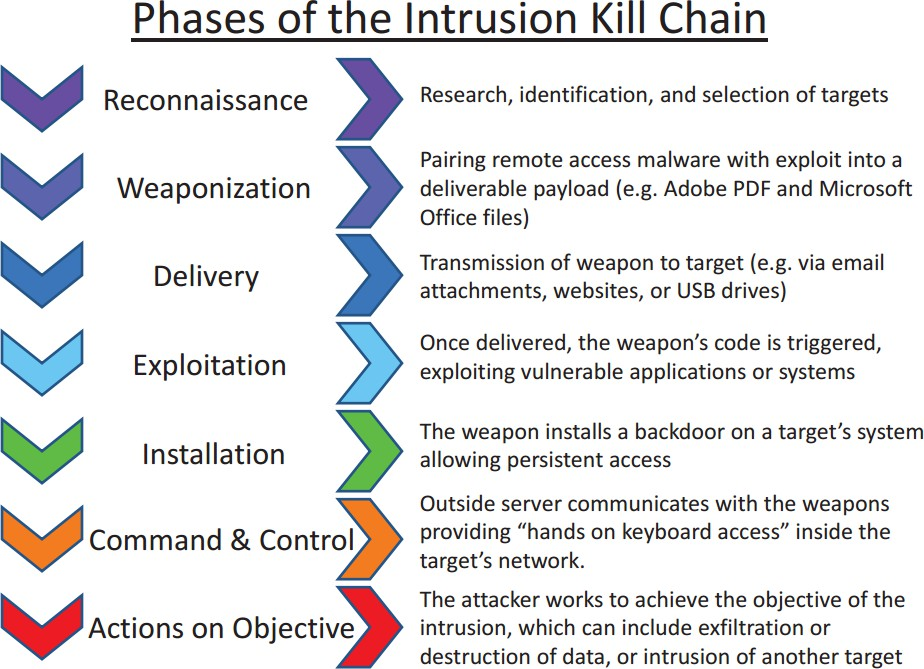 Phases of the Intrusion Kill Chain
Reconnaissance
Research, identification, and selection of targets
Weaponization
Pairing remote access malware with exploit into a
deliverable payload (e.g. Adobe PDF and Microsoft
Office files)
Delivery
Transmission of weapon to target (e.g. via email
attachments, websites, or USB drives)
Exploitation
Once delivered, the weapon’s code is triggered,
exploiting vulnerable applications or systems
Installation
The weapon installs a backdoor on a target’s system
allowing persistent access
Command & Control
Outside server communicates with the weapons
providing “hands on keyboard access” inside the
target’s network.
Actions on Objective
The attacker works to achieve the objective of the
intrusion, which can include exfiltration or
destruction of data, or intrusion of another target